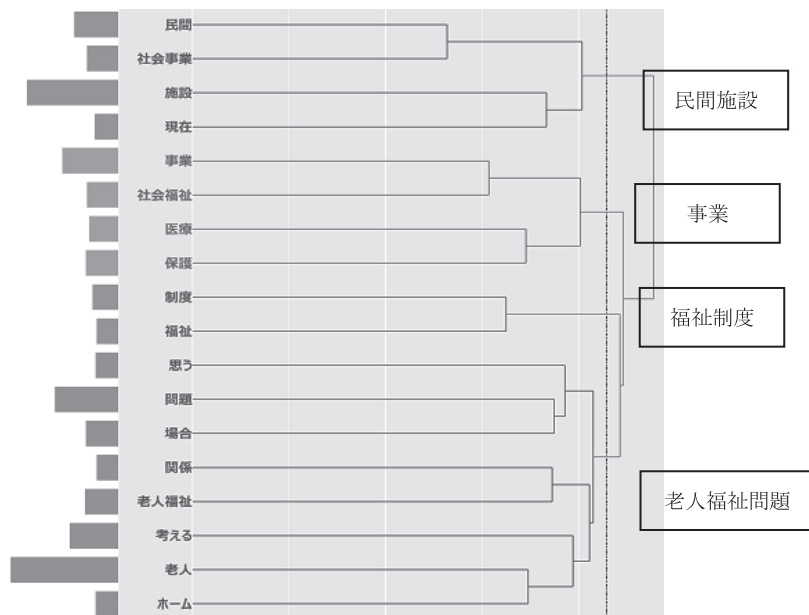 民間
社会事業
施設
現在
事業
社会福祉
医療
保護
制度
福祉
思う
問題
場合
関係
老人福祉
考える
老人
ホーム
民間施設
事業
福祉制度
老人福祉問題